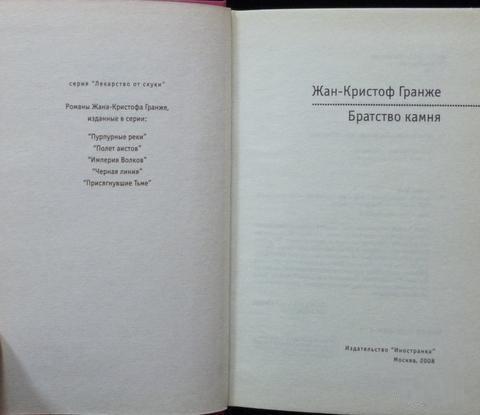 серия "Лекарство от скуки"
Романы Жана-Кристофа Гранже,
изданные в серии:
"Пурпурные реки"
"Полет аистов"
"Империя Волков"
"Черная линия"
"Присягнувшие Тьме"
Жан-Кристоф Гранже
Братство камня
Издательство "Иностранка"
Москва, 2008